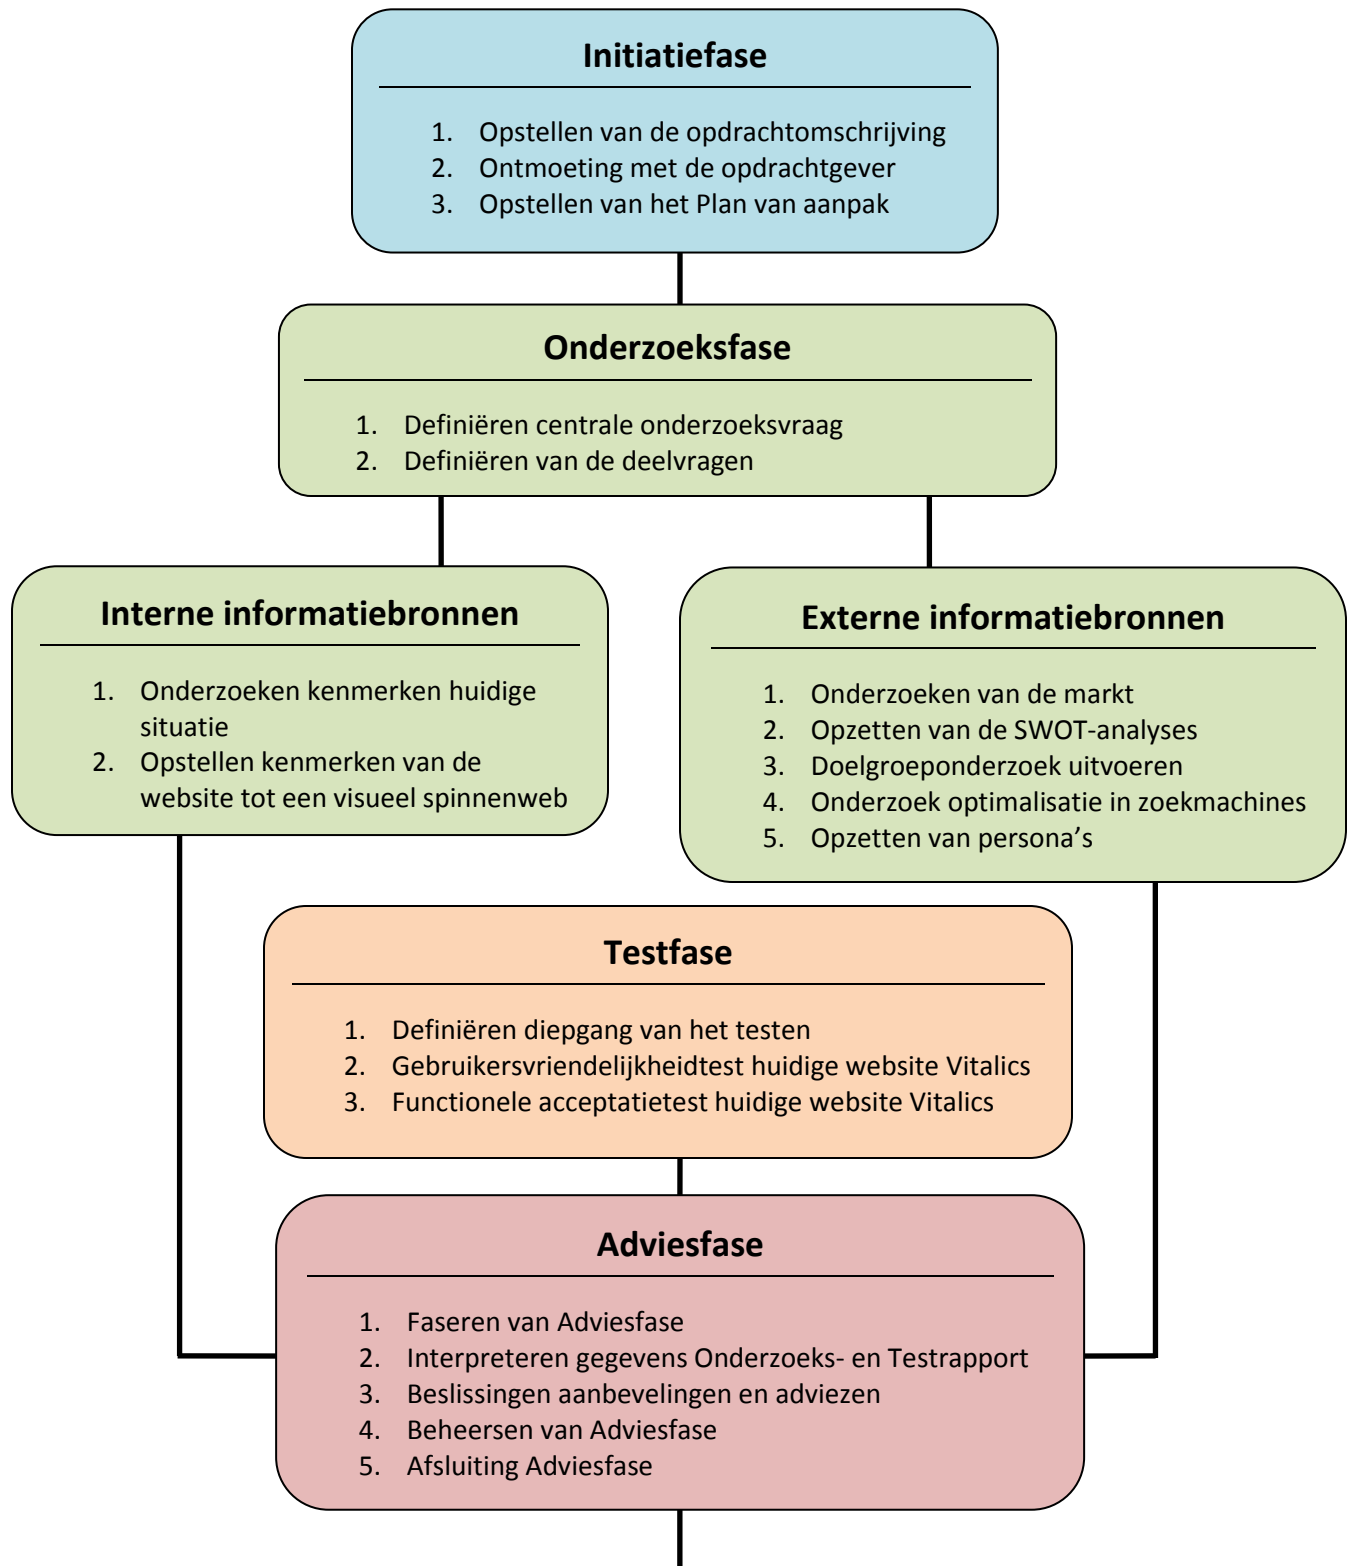 Initiatiefase
1. Opstellen van de opdrachtomschrijving
2. Ontmoeting met de opdrachtgever
3. Opstellen van het Plan van aanpak
Onderzoeksfase
1. Definiëren centrale onderzoeksvraag
2. Definiëren van de deelvragen
Interne informatiebronnen
1. Onderzoeken kenmerken huidige
situatie
2. Opstellen kenmerken van de
website tot een visueel spinnenweb
Externe informatiebronnen
1. Onderzoeken van de markt
2. Opzetten van de SWOT-analyses
3. Doelgroeponderzoek uitvoeren
4. Onderzoek optimalisatie in zoekmachines
5. Opzetten van persona’s
Testfase
1. Definiëren diepgang van het testen
2. Gebruikersvriendelijkheidtest huidige website Vitalics
3. Functionele acceptatietest huidige website Vitalics
Adviesfase
1. Faseren van Adviesfase
2. Interpreteren gegevens Onderzoeks- en Testrapport
3. Beslissingen aanbevelingen en adviezen
4. Beheersen van Adviesfase
5. Afsluiting Adviesfase